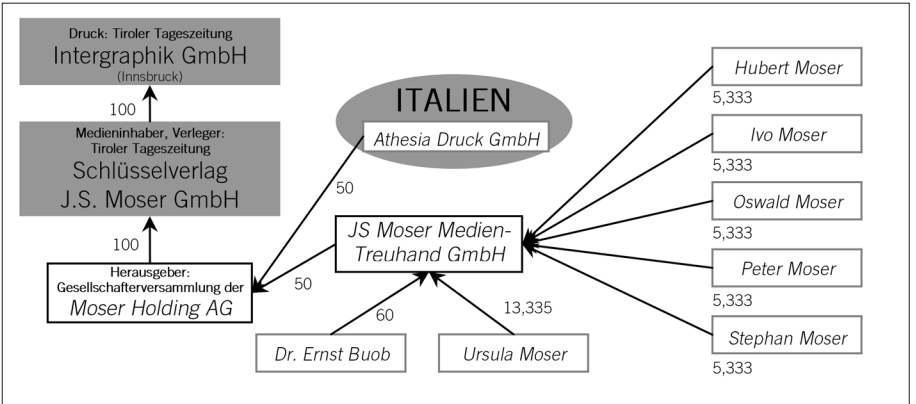 Druck: Tiroler Tageszeitung
Intergraphik GmbH
(Innsbruck)
100
Medieninhaber, Verleger:
Tiroler Tageszeitung
Schlüsselverlag
J.S. Moser GmbH
100
Herausgeber:
Gesellschafterversammlung der
Moser Holding AG
ITALIEN
Athesia Druck GmbH
50
JS Moser Medien-
Treuhand GmbH
50
60
13,335
Dr. Ernst Buob
Ursula Moser
Hubert Moser
5,333
Ivo Moser
5,333
Oswald Moser
5,333
Peter Moser
5,333
Stephan Moser
5,333